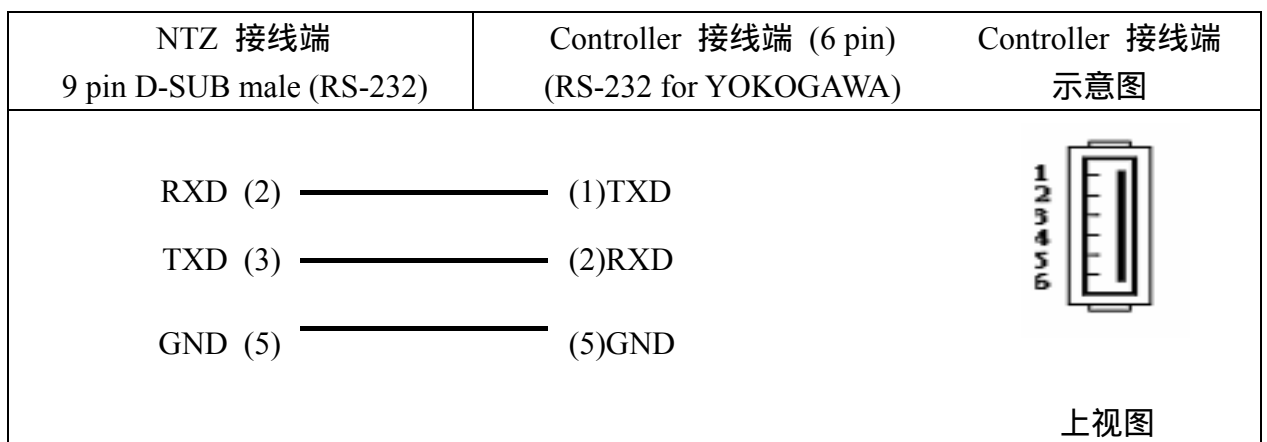 NTZ 接线端
9 pin D-SUB male (RS-232)
Controller 接线端 (6 pin)
(RS-232 for YOKOGAWA)
Controller 接线端
示意图
RXD (2) (1)TXD
TXD (3) (2)RXD
GND (5) (5)GND
1
2
3
4
5
6
上视图